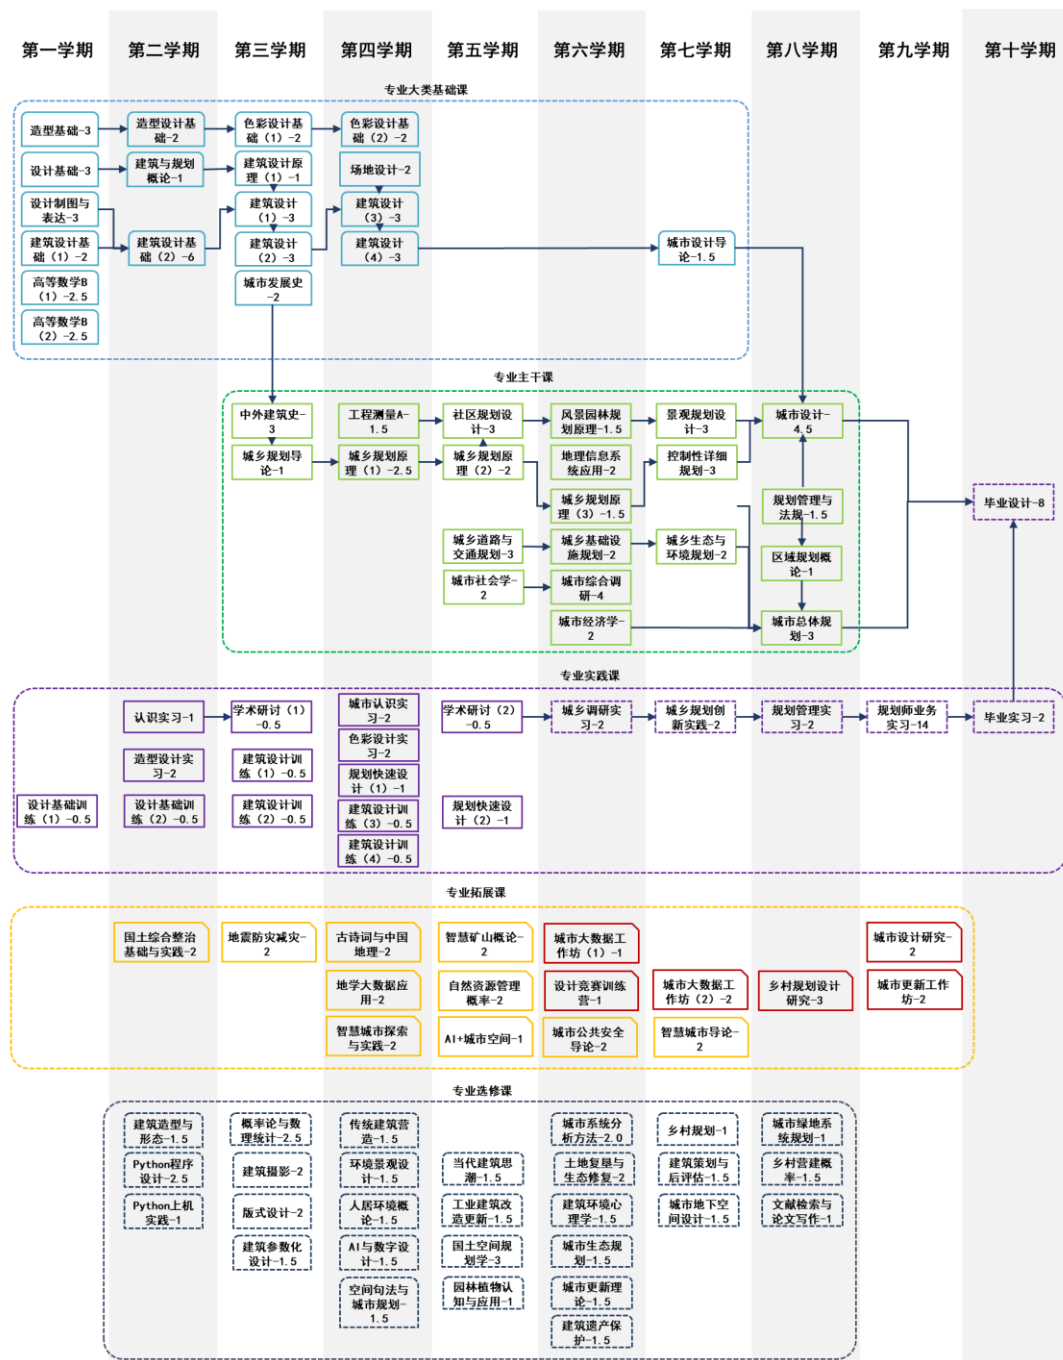 第一学期 第二学期 第三学期 第四学期 第五学期 第六学期 第七学期 第八学期 第九学期 第十学期
专业大类基础课
造型基础-3
造型设计基
础-2
色彩设计基
础（1）-2
色彩设计基
础（2）-2
设计基础-3
建筑与规划
概论-1
建筑设计原
理（1）-1
场地设计-2
设计制图与
表达-3
建筑设计
（1）-3
建筑设计
（3）-3
建筑设计基
础（1）-2
建筑设计基
础（2）-6
建筑设计
（2）-3
建筑设计
（4）-3
城市设计导
论-1.5
高等数学B
（1）-2.5
城市发展史
-2
高等数学B
（2）-2.5
专业主干课
中外建筑史-
3
工程测量A-
1.5
社区规划设
计-3
风景园林规
划原理-1.5
景观规划设
计-3
城市设计-
4.5
城乡规划导
论-1
城乡规划原
理（1）-2.5
城乡规划原
理（2）-2
地理信息系
统应用-2
控制性详细
规划-3
城乡规划原
理（3）-1.5
规划管理与
法规-1.5
毕业设计-8
城乡道路与
交通规划-3
城乡基础设
施规划-2
城乡生态与
环境规划-2
区域规划概
论-1
城市社会学-
2
城市综合调
研-4
城市经济学-
2
城市总体规
划-3
专业实践课
认识实习-1
学术研讨（1）
-0.5
城市认识实
习-2
学术研讨（2）
-0.5
城乡调研实习
-2
城乡规划创
新实践-2
规划管理实
习-2
规划师业务
实习-14
毕业实习-2
色彩设计实
习-2
造型设计实
习-2
建筑设计训
练（1）-0.5
规划快速设
计（1）-1
设计基础训
练（1）-0.5
设计基础训
练（2）-0.5
建筑设计训
练（2）-0.5
建筑设计训
练（3）-0.5
规划快速设
计（2）-1
建筑设计训
练（4）-0.5
专业拓展课
国土综合整治
基础与实践-2
地震防灾减灾-
2
古诗词与中国
地理-2
智慧矿山概论-
2
城市大数据工
作坊（1）-1
城市设计研究-
2
地学大数据应
用-2
自然资源管理
概率-2
设计竞赛训练
营-1
城市大数据工
作坊（2）-2
乡村规划设计
研究-3
城市更新工作
坊-2
智慧城市探索
与实践-2
AI+城市空间-1
城市公共安全
导论-2
智慧城市导论-
2
专业选修课
建筑造型与
形态-1.5
概率论与数
理统计-2.5
传统建筑营
造-1.5
城市系统分
析方法-2.0
乡村规划-1
城市绿地系
统规划-1
Python程序
设计-2.5
建筑摄影-2
环境景观设
计-1.5
当代建筑思
潮-1.5
土地复垦与
生态修复-2
建筑策划与
后评估-1.5
乡村营建概
率-1.5
Python上机
实践-1
版式设计-2
人居环境概
论-1.5
工业建筑改
造更新-1.5
建筑环境心
理学-1.5
城市地下空
间设计-1.5
文献检索与
论文写作-1
建筑参数化
设计-1.5
AI与数字设
计-1.5
国土空间规
划学-3
城市生态规
划-1.5
空间句法与
城市规划-
1.5
园林植物认
知与应用-1
城市更新理
论-1.5
建筑遗产保
护-1.5